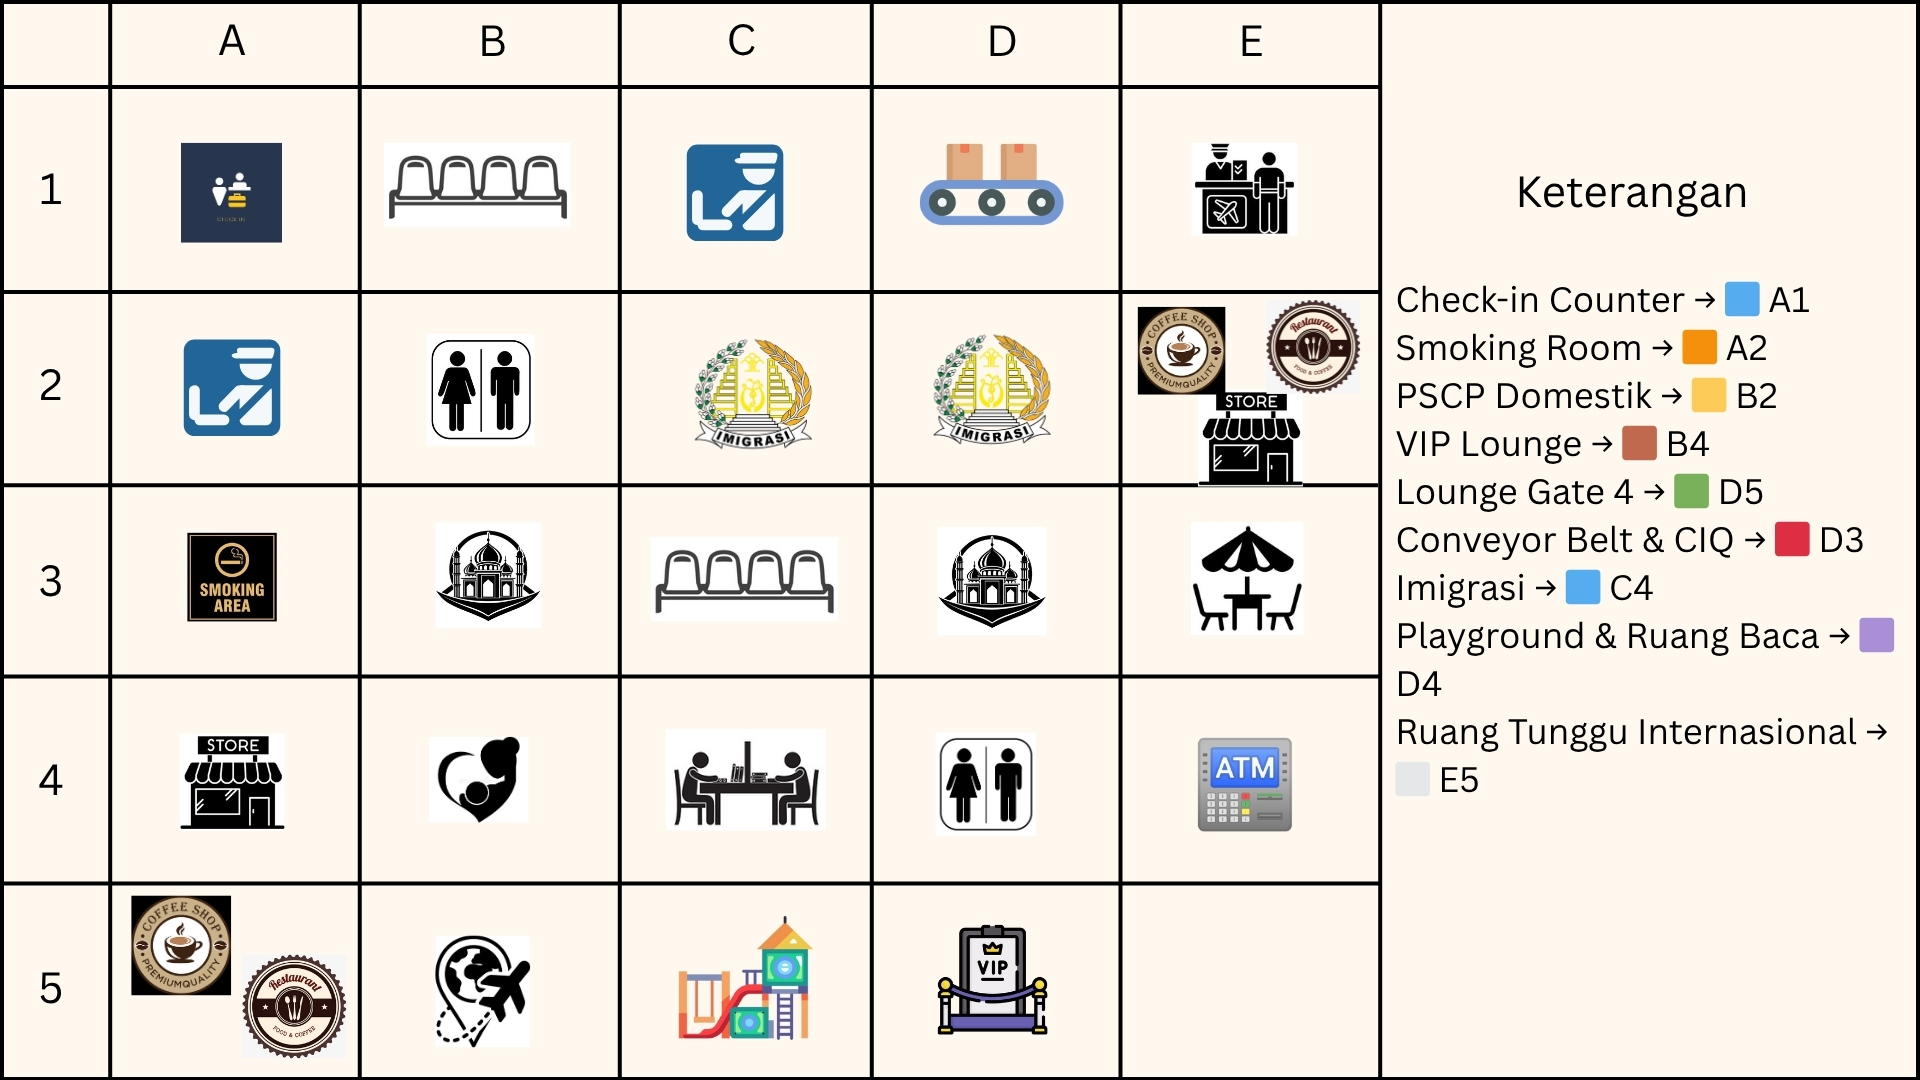 A
B
C
D
E
1
CHECK IN
Keterangan
Check-in Counter → A1
Smoking Room → A2
PSCP Domestik → B2
VIP Lounge → B4
Lounge Gate 4 → D5
Conveyor Belt & CIQ → D3
Imigrasi → C4
Playground & Ruang Baca →
D4
Ruang Tunggu Internasional →
E5
2
IMIGRASI
IMIGRASI
COFFEE SHOP
PREMIUMQUALITY
Restaurant
FOOD & COFFEE
STORE
3
SMOKING
AREA
4
STORE
ATM
5
COFFEE SHOP
PREMIUMQUALITY
Restaurant
FOOD & COFFEE
VIP